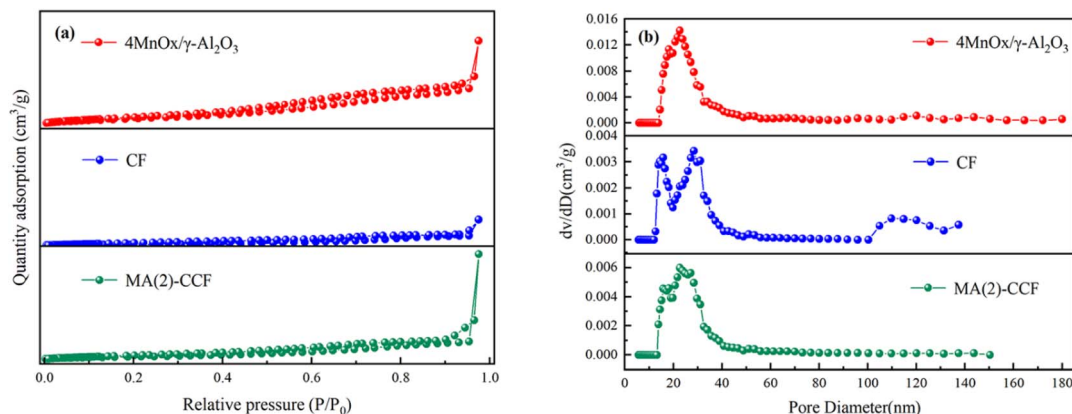 (a)
4MnOx/γ-Al₂O₃
CF
MA(2)-CCF
Quantity adsorption (cm³/g)
0.0 0.2 0.4 0.6 0.8 1.0
Relative pressure (P/P₀)
(b)
4MnOx/γ-Al₂O₃
CF
MA(2)-CCF
dv/dD(cm³/g)
0.016
0.012
0.008
0.004
0.000
0.004
0.003
0.002
0.001
0.000
0.006
0.004
0.002
0.000
0 20 40 60 80 100 120 140 160 180
Pore Diameter(nm)